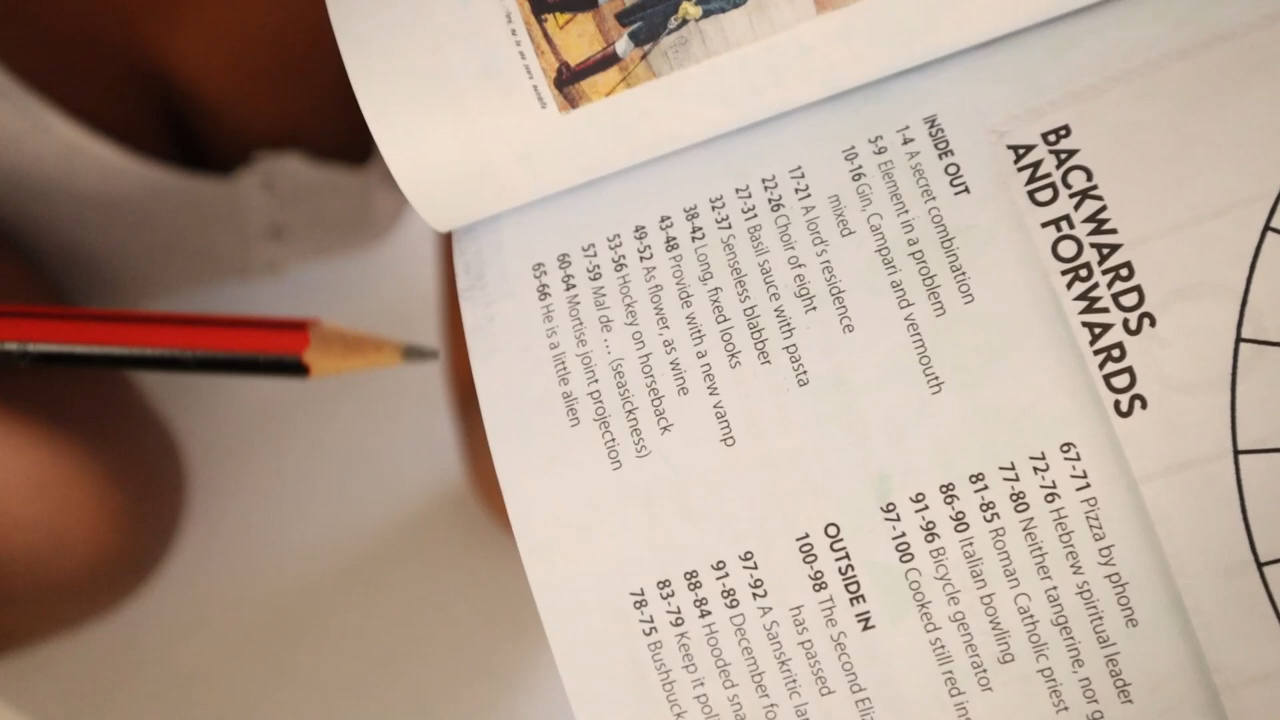 BACKWARDS
AND FORWARDS
INSIDE OUT
1-4 A secret combination
5-9 Element in a problem
10-16 Gin, Campari and vermouth
mixed
17-21 A lord's residence
22-26 Choir of eight
27-31 Basil sauce with pasta
32-37 Senseless blabber
38-42 Long, fixed looks
43-48 Provide with a new vamp
49-52 As flower, as wine
53-56 Hockey on horseback
57-59 Mal de ... (seasickness)
60-64 Mortise joint projection
65-66 He is a little alien
67-71 Pizza by phone
72-76 Hebrew spiritual leader
77-80 Neither tangerine, nor g
81-85 Roman Catholic priest
86-90 Italian bowling
91-96 Bicycle generator
97-100 Cooked still red in
OUTSIDE IN
100-98 The Second Eliz
has passed
97-92 A Sanskritic la
91-89 December fo
88-84 Hooded sna
83-79 Keep it poli
78-75 Bushbuck